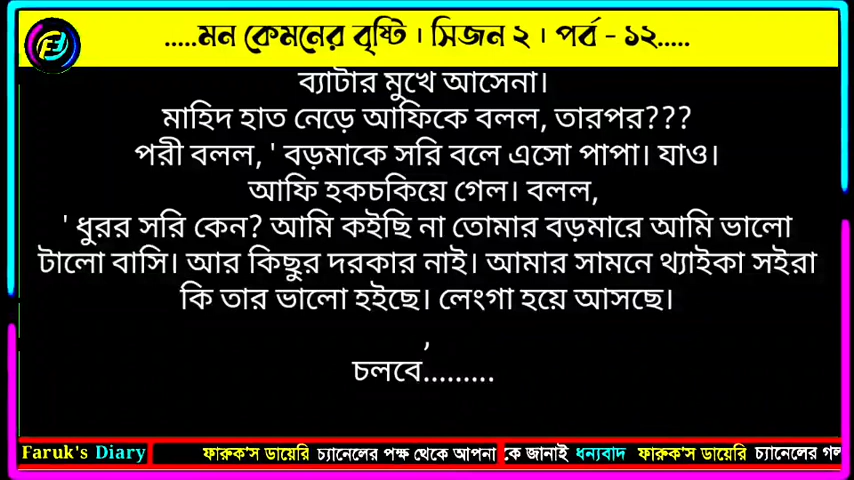 .....মন কেমনের বৃষ্টি । সিজন ২ । পর্ব - ১২.....
ব্যাটার মুখে আসেনা।
মাহিদ হাত নেড়ে আফিকে বলল, তারপর???
পরী বলল, ' বড়মাকে সরি বলে এসো পাপা। যাও।
আফি হকচকিয়ে গেল। বলল,
' ধুরর সরি কেন? আমি কইছি না তোমার বড়মারে আমি ভালো
টালো বাসি। আর কিছুর দরকার নাই। আমার সামনে থ্যাইকা সইরা
কি তার ভালো হইছে। লেংগা হয়ে আসছে।
,
চলবে.........
Faruk's Diary ফারুক'স ডায়েরি চ্যানেলের পক্ষ থেকে আপনা কে জানাই ধন্যবাদ ফারুক'স ডায়েরি চ্যানেলের গল